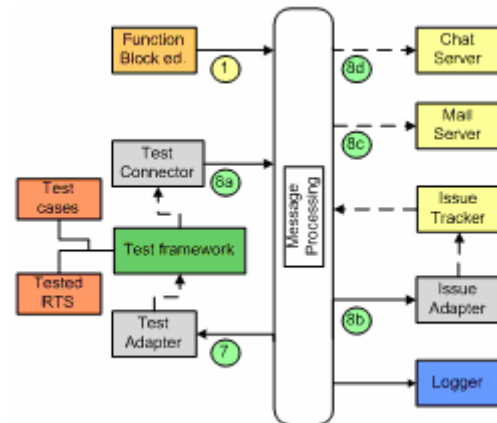 Function
Block ed.
1
8d
Chat
Server
Mail
Server
8c
Test
Connector
8a
Test
cases
Test framework
Tested
RTS
Test
Adapter
7
Message
Processing
Issue
Tracker
8b
Issue
Adapter
Logger